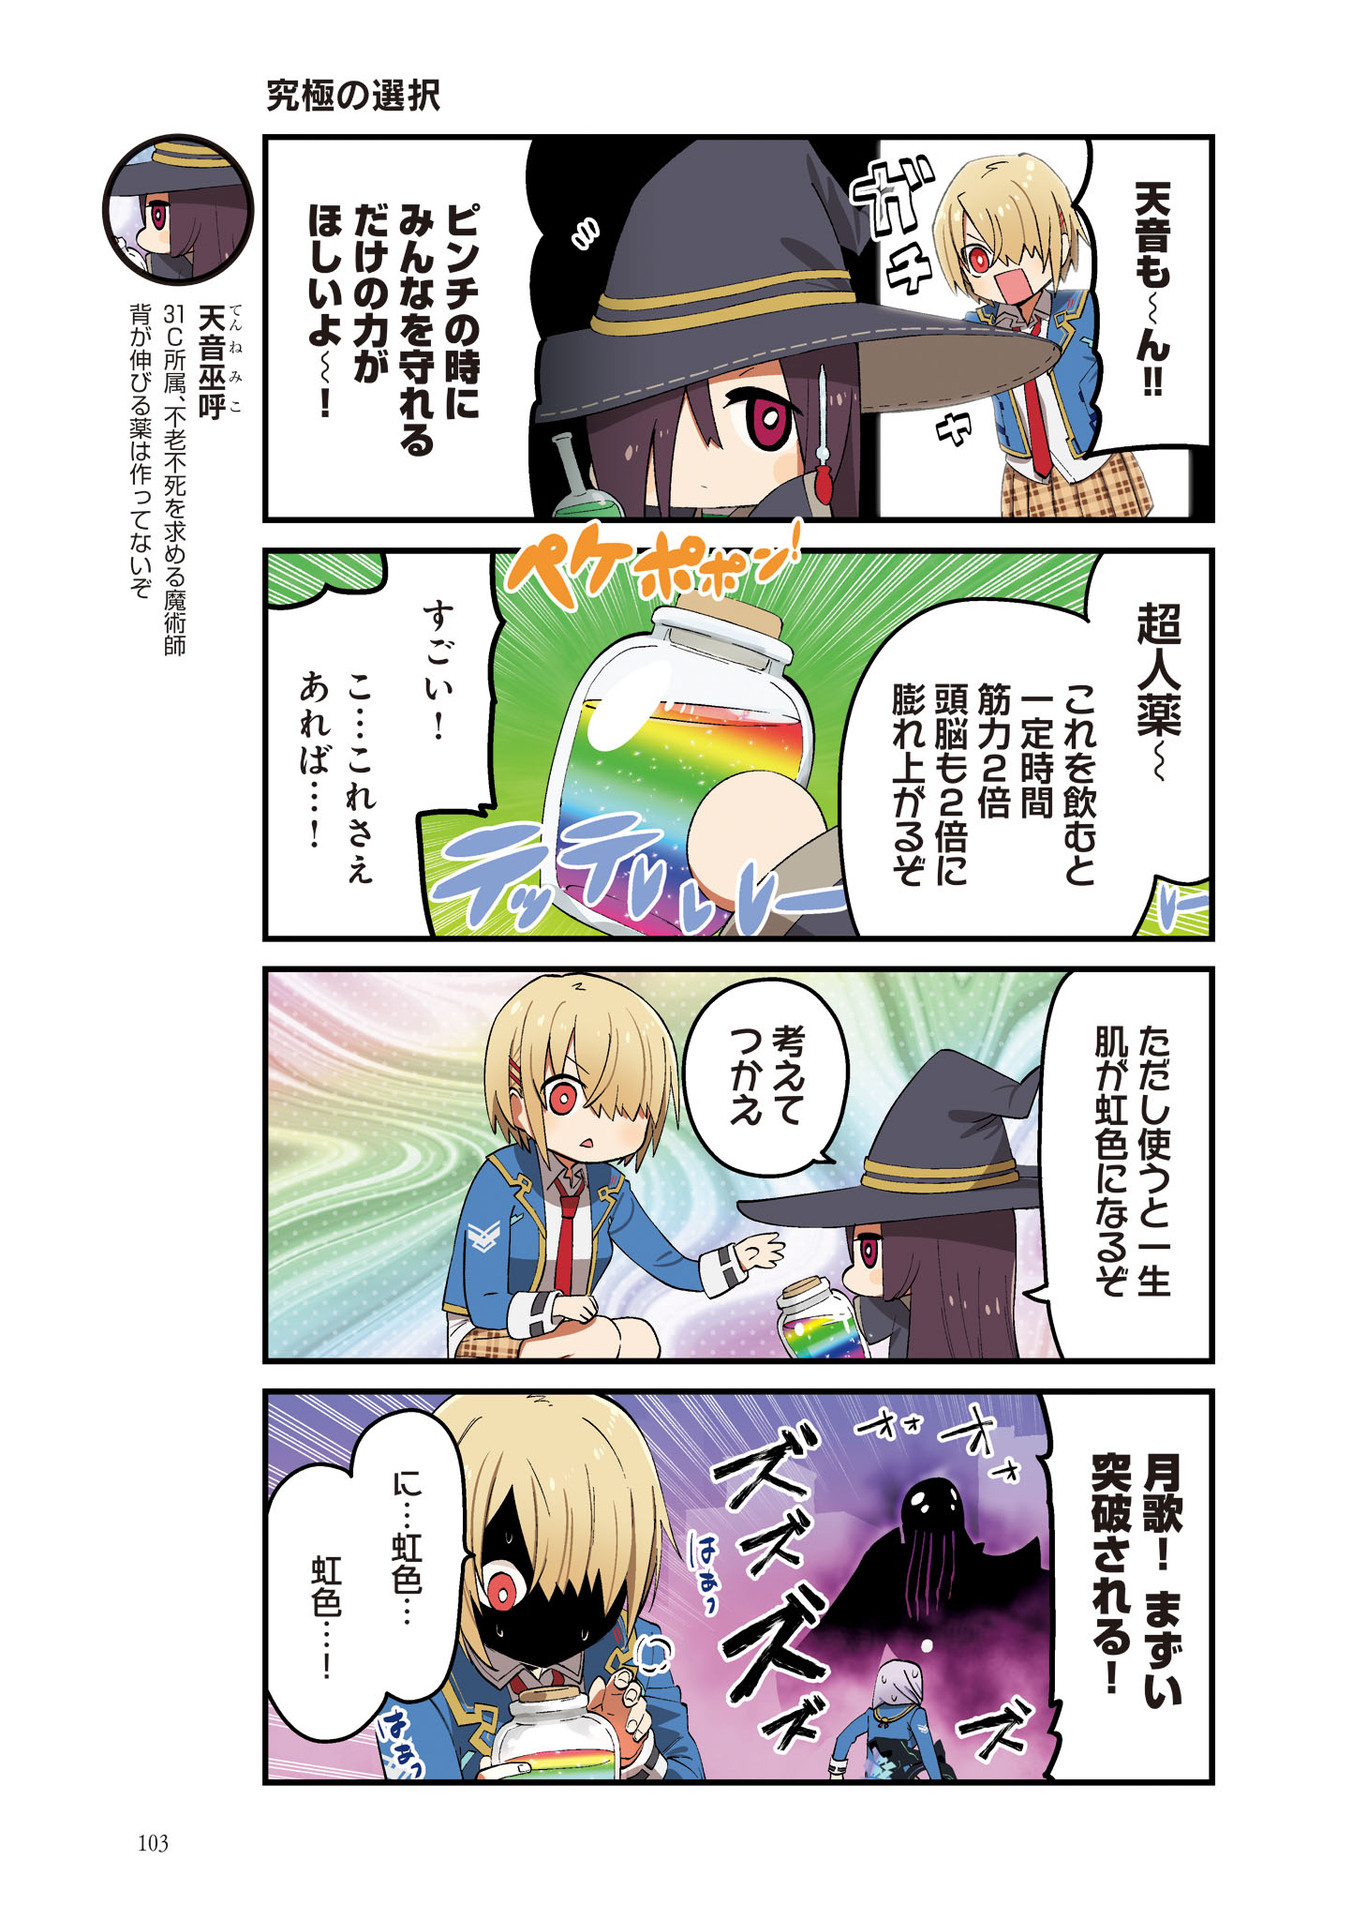 究極の選択
天音も～ん!!
ガチャ
ピンチの時に
みんなを守れる
だけの力が
ほしいよ～！
天音巫呼
てんねみこ
31C所属、不老不死を求める魔術師
背が伸びる薬は作ってないぞ
超人薬～
これを飲むと
一定時間
筋力2倍
頭脳も2倍に
膨れ上がるぞ
ペケポポン！
テッテレレレー
レー
すごい！
こ…これさえ
あれば…！
ただし使うと一生
肌が虹色になるぞ
考えて
つかえ
月歌！まずい
突破される！
オオオ
オオオ
ズズズズズズ
はぁっ
はぁっ
に…虹色…
虹色…！
103